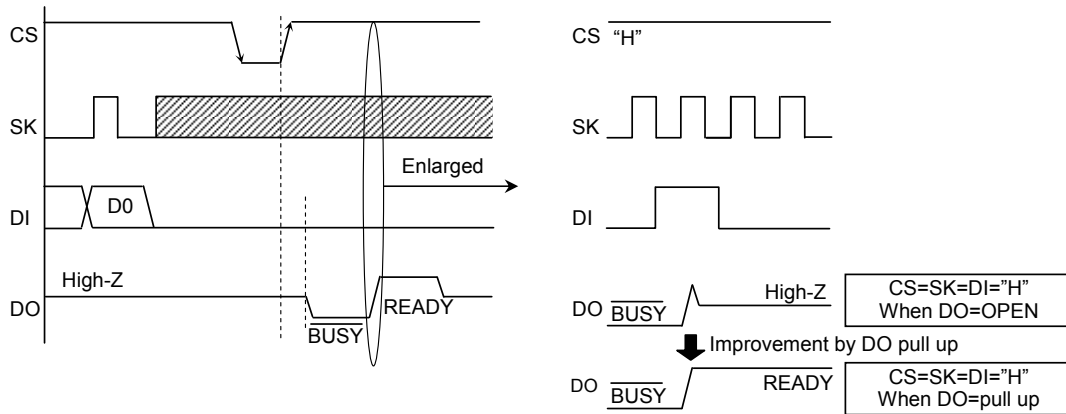 CS
SK
DI
D0
Enlarged
High-Z
DO
BUSY
READY
CS “H”
SK
DI
DO BUSY
High-Z
CS=SK=DI=”H”
When DO=OPEN
Improvement by DO pull up
DO BUSY
READY
CS=SK=DI=”H”
When DO=pull up